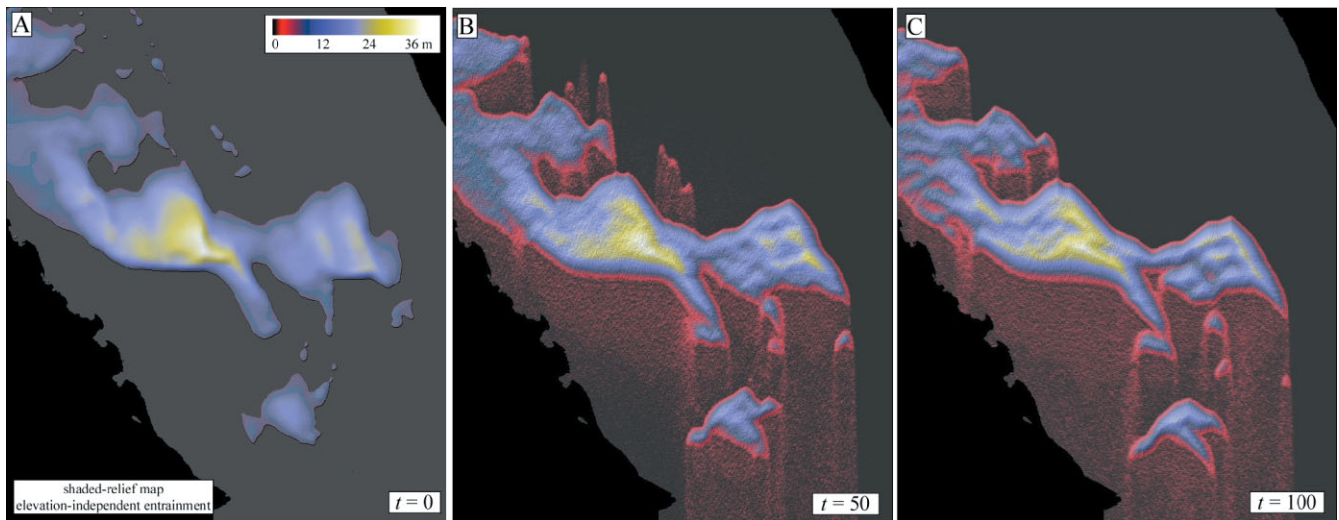 A
0 12 24 36 m
shaded-relief map
elevation-independent entrainment
t = 0
B
t = 50
C
t = 100